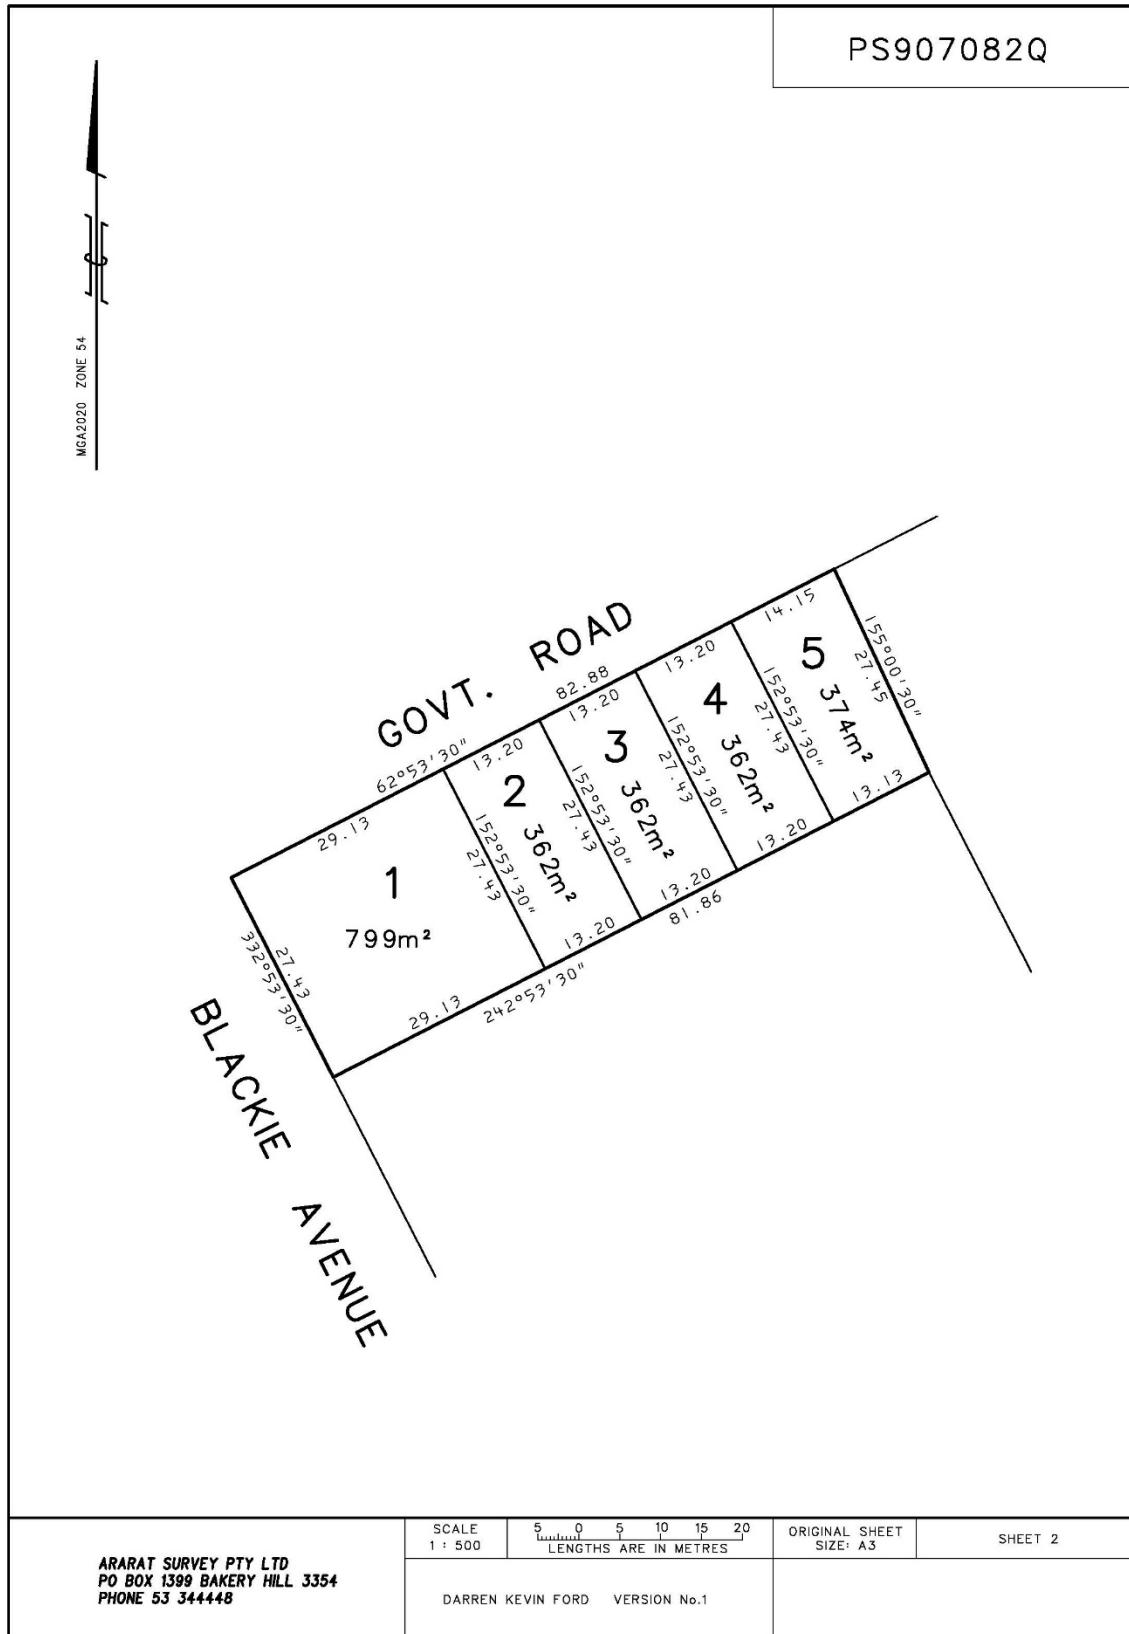 PS907082Q
MGA2020 ZONE 54
GOVT. ROAD
62°53'30"
82.88
29.13
13.20
13.20
13.20
14.15
1
799m²
2
362m²
3
362m²
4
362m²
5
374m²
332°53'30"
27.43
152°53'30"
27.43
152°53'30"
27.43
152°53'30"
27.43
152°53'30"
27.43
155°00'30"
27.45
29.13
13.20
13.20
13.20
13.13
242°53'30"
81.86
BLACKIE AVENUE
ARARAT SURVEY PTY LTD
PO BOX 1399 BAKERY HILL 3354
PHONE 53 344448
SCALE
1 : 500
5 0 5 10 15 20
LENGTHS ARE IN METRES
ORIGINAL SHEET
SIZE: A3
SHEET 2
DARREN KEVIN FORD VERSION No.1